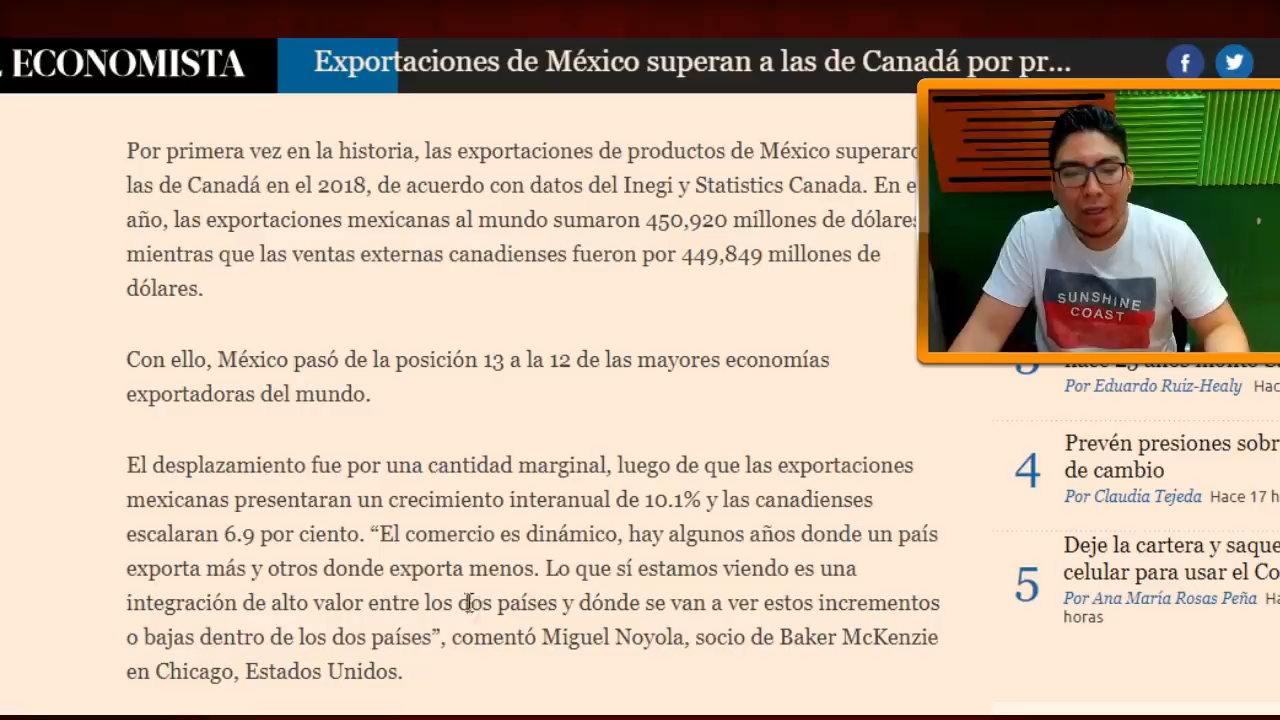 ECONOMISTA
Exportaciones de México superan a las de Canadá por pr...
Por primera vez en la historia, las exportaciones de productos de México
las de Canadá en el 2018, de acuerdo con datos del Inegi y Statistics Canada. En
año, las exportaciones mexicanas al mundo sumaron 450,920 millones de
mientras que las ventas externas canadienses fueron por 449,849 millones de
dólares.
Con ello, México pasó de la posición 13 a la 12 de las mayores economías
exportadoras del mundo.
El desplazamiento fue por una cantidad marginal, luego de que las exportaciones
mexicanas presentaran un crecimiento interanual de 10.1% y las canadienses
escalaran 6.9 por ciento. “El comercio es dinámico, hay algunos años donde un país
exporta más y otros donde exporta menos. Lo que sí estamos viendo es una
integración de alto valor entre los dos países y dónde se van a ver estos incrementos
o bajas dentro de los dos países”, comentó Miguel Noyola, socio de Baker McKenzie
en Chicago, Estados Unidos.
SUNSHINE
COAST
Por Eduardo Ruiz-Healy
4
Prevén presiones
de cambio
Por Claudia Tejeda Hace 17
5
Deje la cartera y
celular para usar el
Por Ana María Rosas Peña
horas